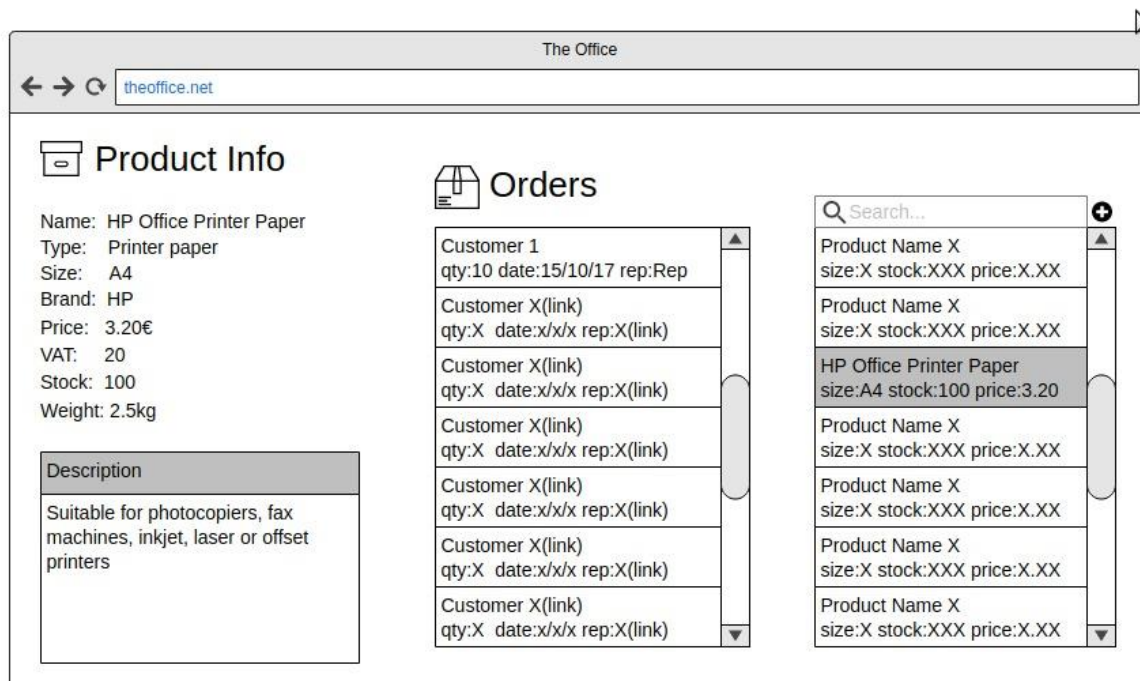 The Office
theoffice.net
Product Info
Name: HP Office Printer Paper
Type: Printer paper
Size: A4
Brand: HP
Price: 3.20€
VAT: 20
Stock: 100
Weight: 2.5kg
Description
Suitable for photocopiers, fax
machines, inkjet, laser or offset
printers
Orders
Customer 1
qty:10 date:15/10/17 rep:Rep
Customer X(link)
qty:X date:x/x/x rep:X(link)
Customer X(link)
qty:X date:x/x/x rep:X(link)
Customer X(link)
qty:X date:x/x/x rep:X(link)
Customer X(link)
qty:X date:x/x/x rep:X(link)
Customer X(link)
qty:X date:x/x/x rep:X(link)
Customer X(link)
qty:X date:x/x/x rep:X(link)
Search...
Product Name X
size:X stock:XXX price:X.XX
Product Name X
size:X stock:XXX price:X.XX
HP Office Printer Paper
size:A4 stock:100 price:3.20
Product Name X
size:X stock:XXX price:X.XX
Product Name X
size:X stock:XXX price:X.XX
Product Name X
size:X stock:XXX price:X.XX
Product Name X
size:X stock:XXX price:X.XX